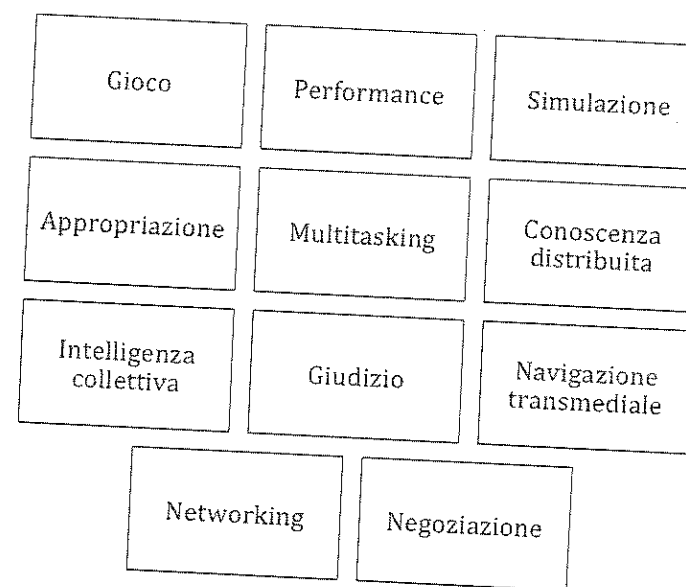 Gioco
Performance
Simulazione
Appropriazione
Multitasking
Conoscenza
distribuita
Intelligenza
collettiva
Giudizio
Navigazione
transmediale
Networking
Negoziazione